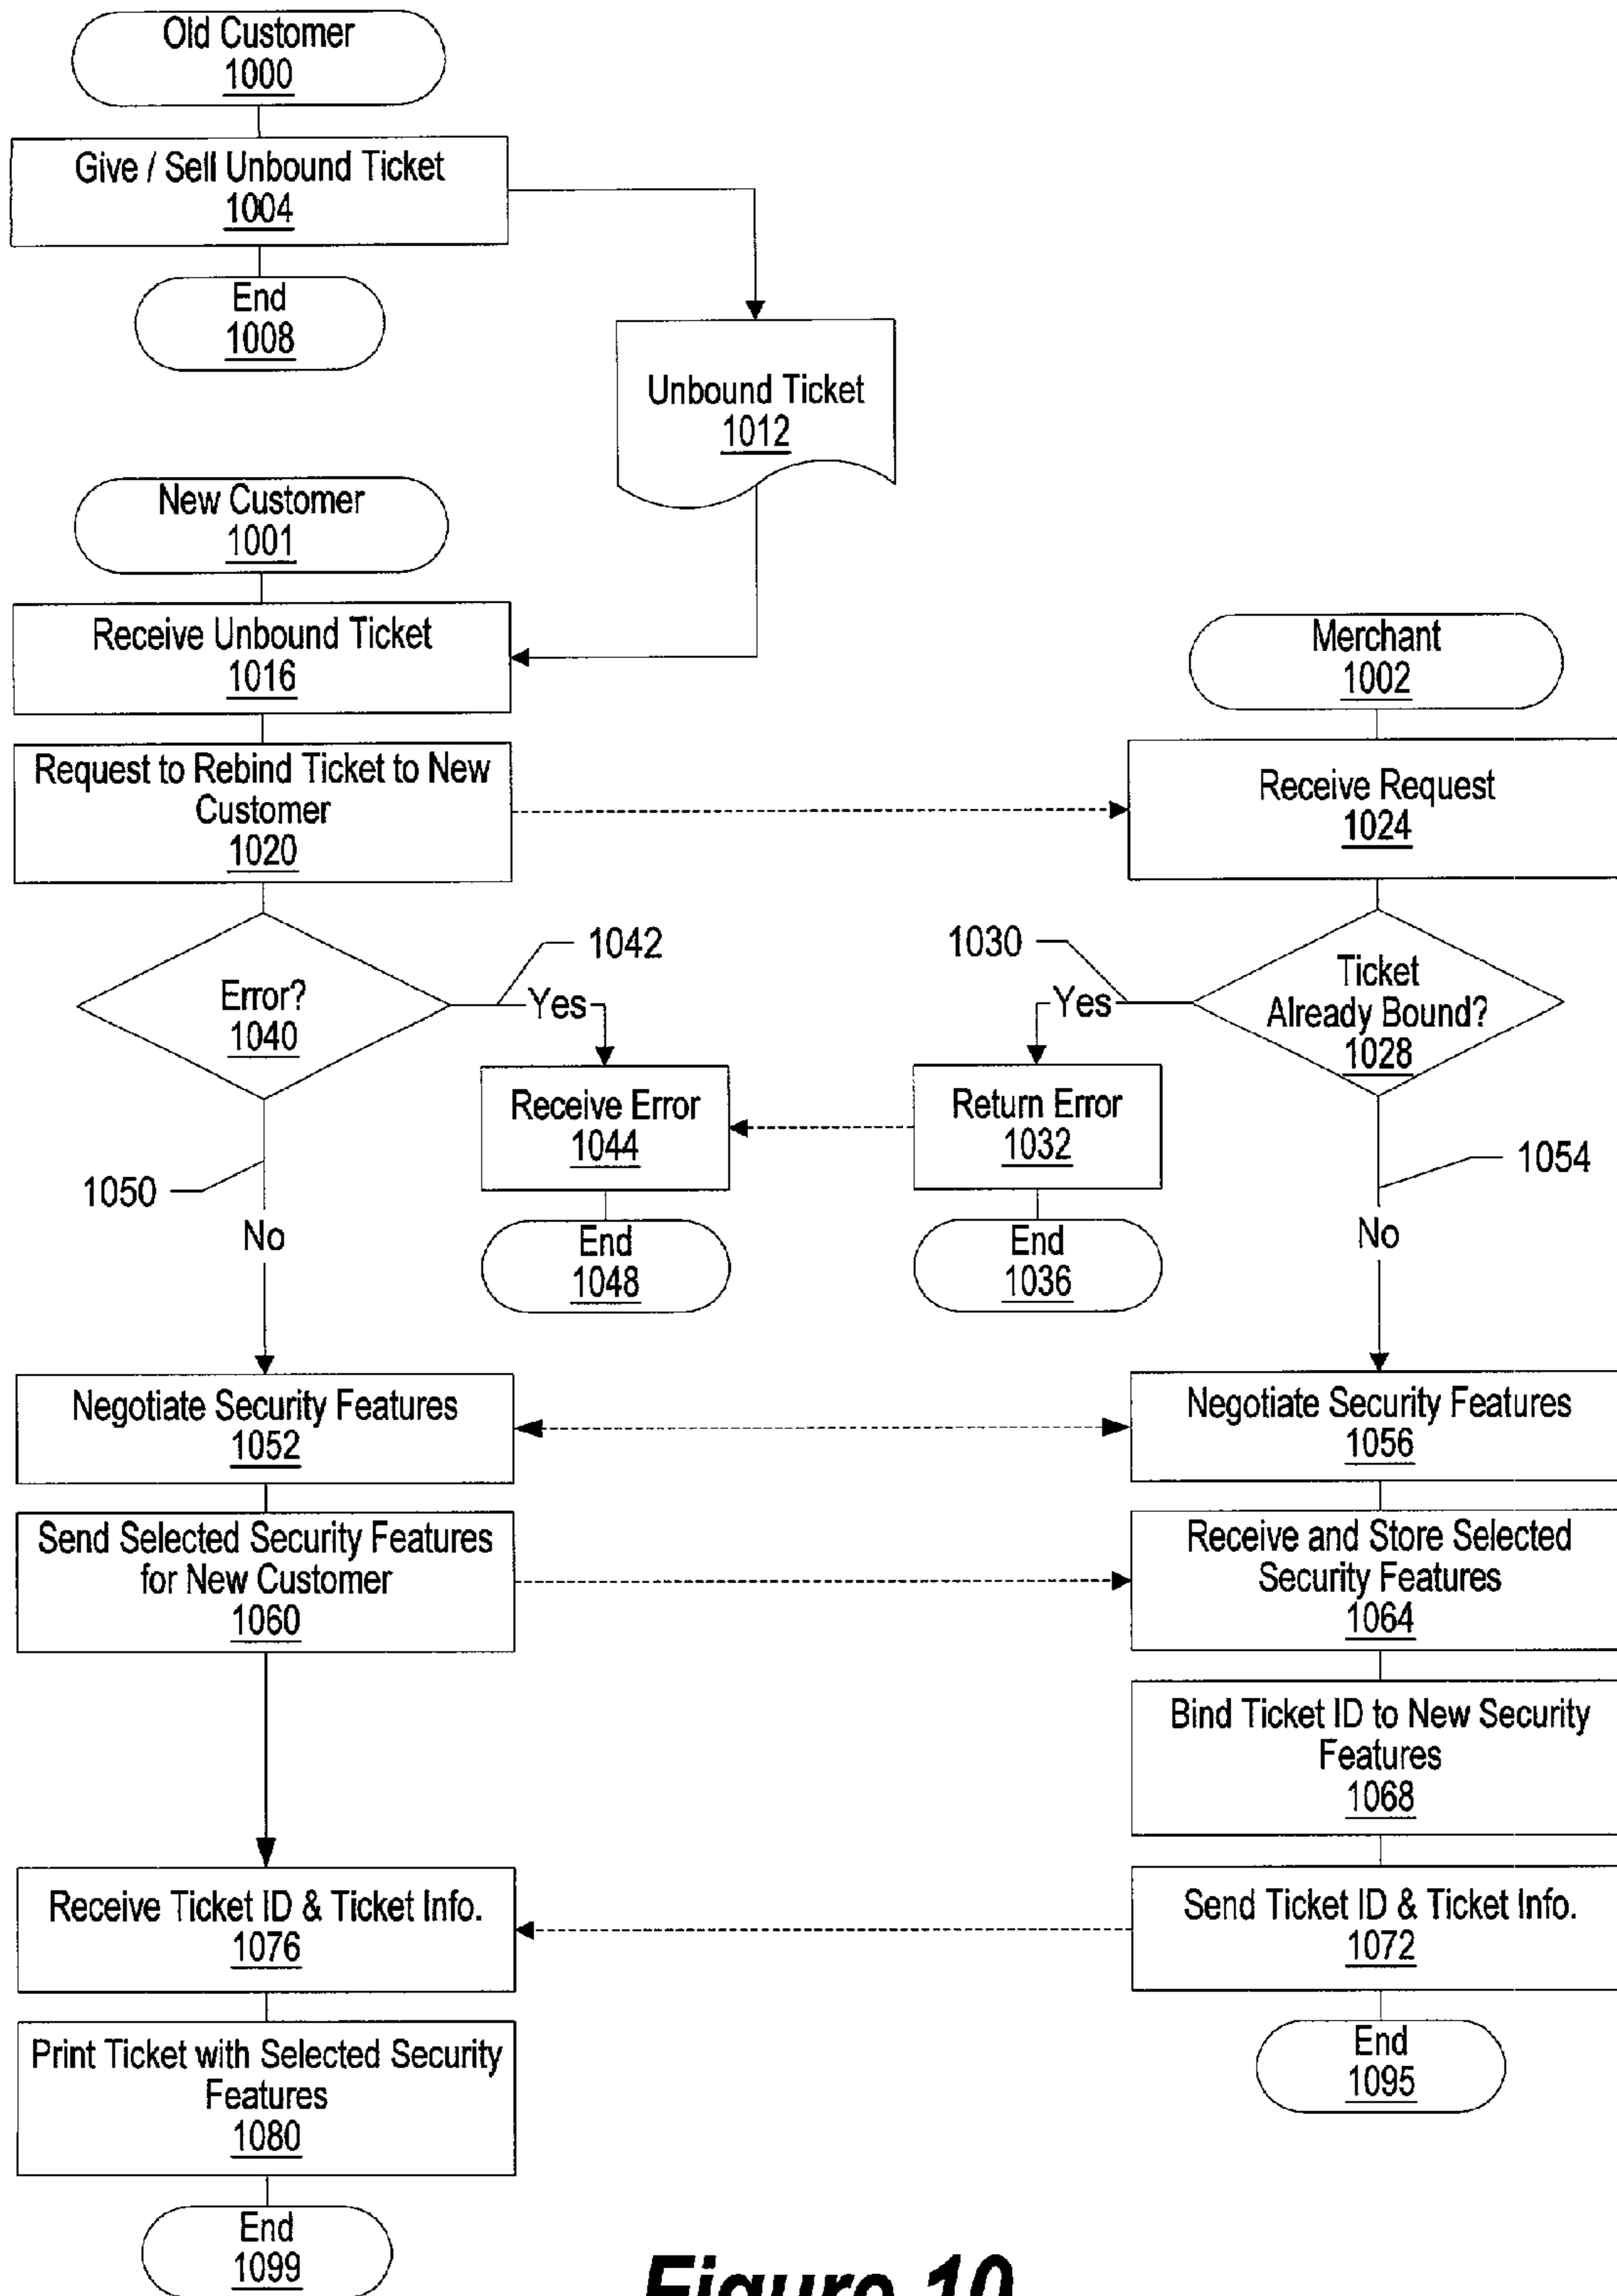 Old Customer
1000
Give / Sell Unbound Ticket
1004
End
1008
Unbound Ticket
1012
New Customer
1001
Receive Unbound Ticket
1016
Merchant
1002
Request to Rebind Ticket to New
Customer
1020
Receive Request
1024
1042
1030
Error?
1040
Yes
Yes
Ticket
Already Bound?
1028
Receive Error
1044
Return Error
1032
1050
1054
No
End
1048
End
1036
No
Negotiate Security Features
1052
Negotiate Security Features
1056
Send Selected Security Features
for New Customer
1060
Receive and Store Selected
Security Features
1064
Bind Ticket ID to New Security
Features
1068
Receive Ticket ID & Ticket Info.
1076
Send Ticket ID & Ticket Info.
1072
Print Ticket with Selected Security
Features
1080
End
1095
End
1099
Figure 10